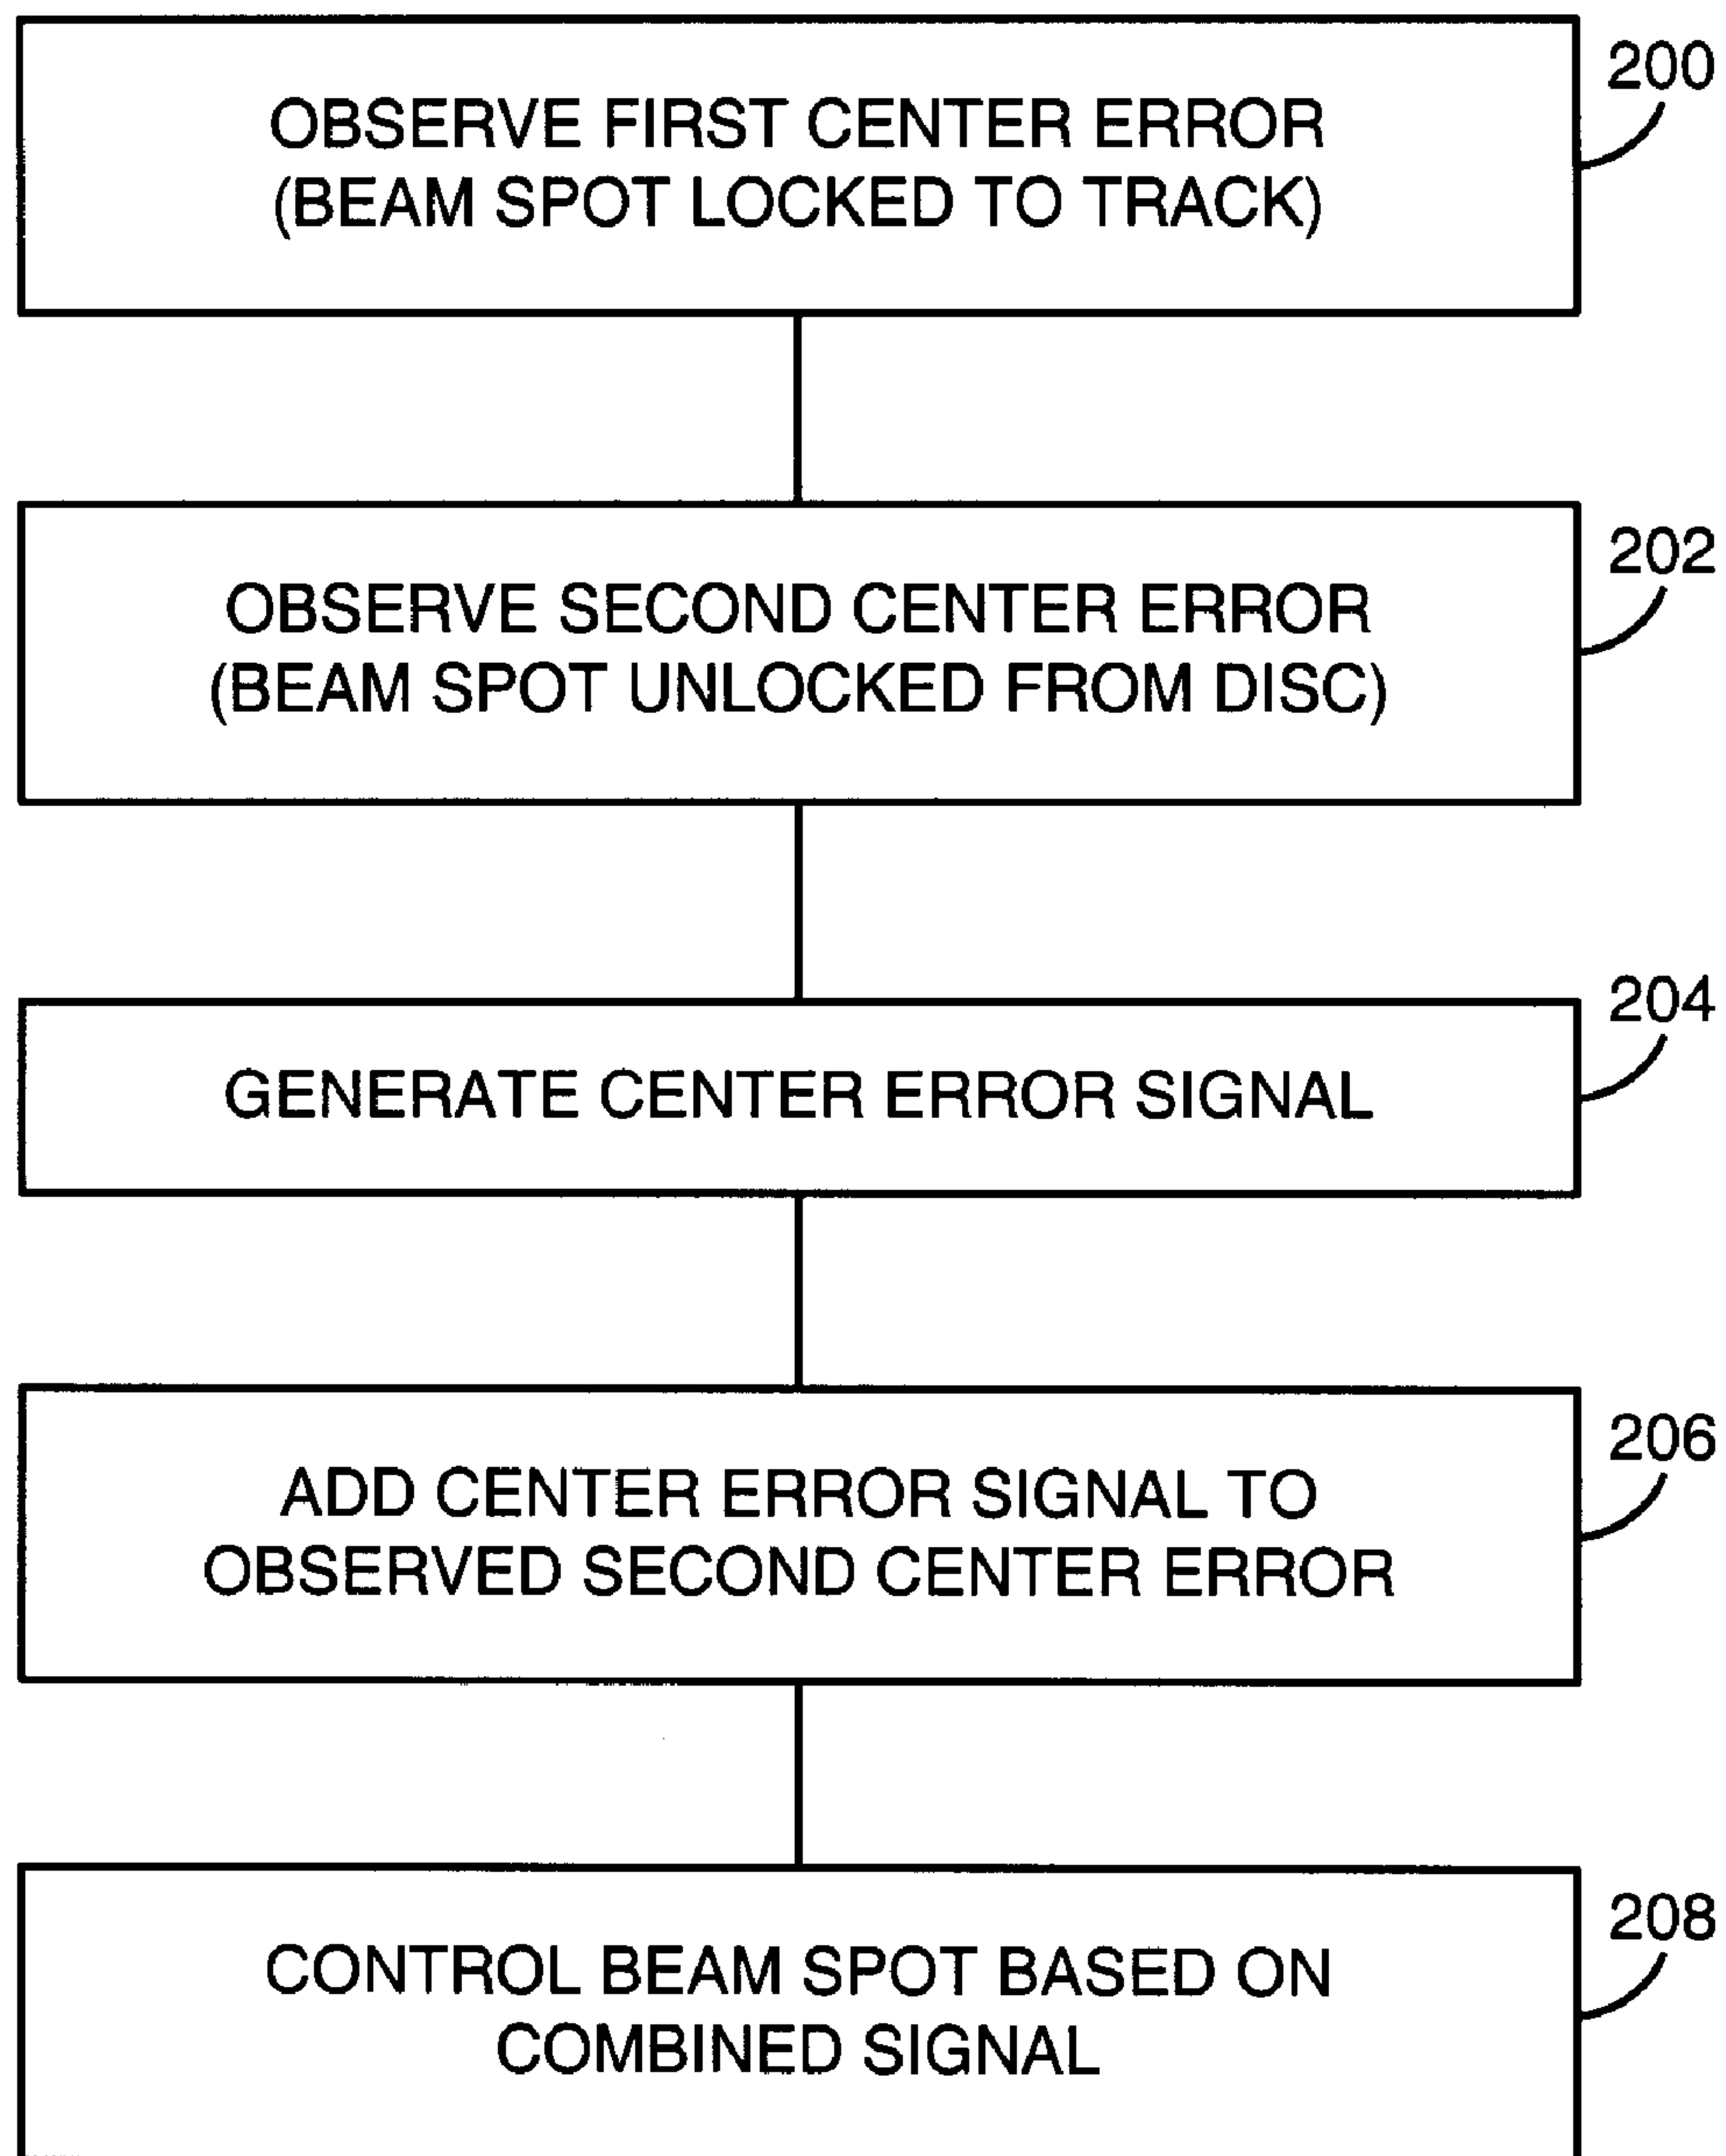 200
OBSERVE FIRST CENTER ERROR
(BEAM SPOT LOCKED TO TRACK)
202
OBSERVE SECOND CENTER ERROR
(BEAM SPOT UNLOCKED FROM DISC)
204
GENERATE CENTER ERROR SIGNAL
206
ADD CENTER ERROR SIGNAL TO
OBSERVED SECOND CENTER ERROR
208
CONTROL BEAM SPOT BASED ON
COMBINED SIGNAL